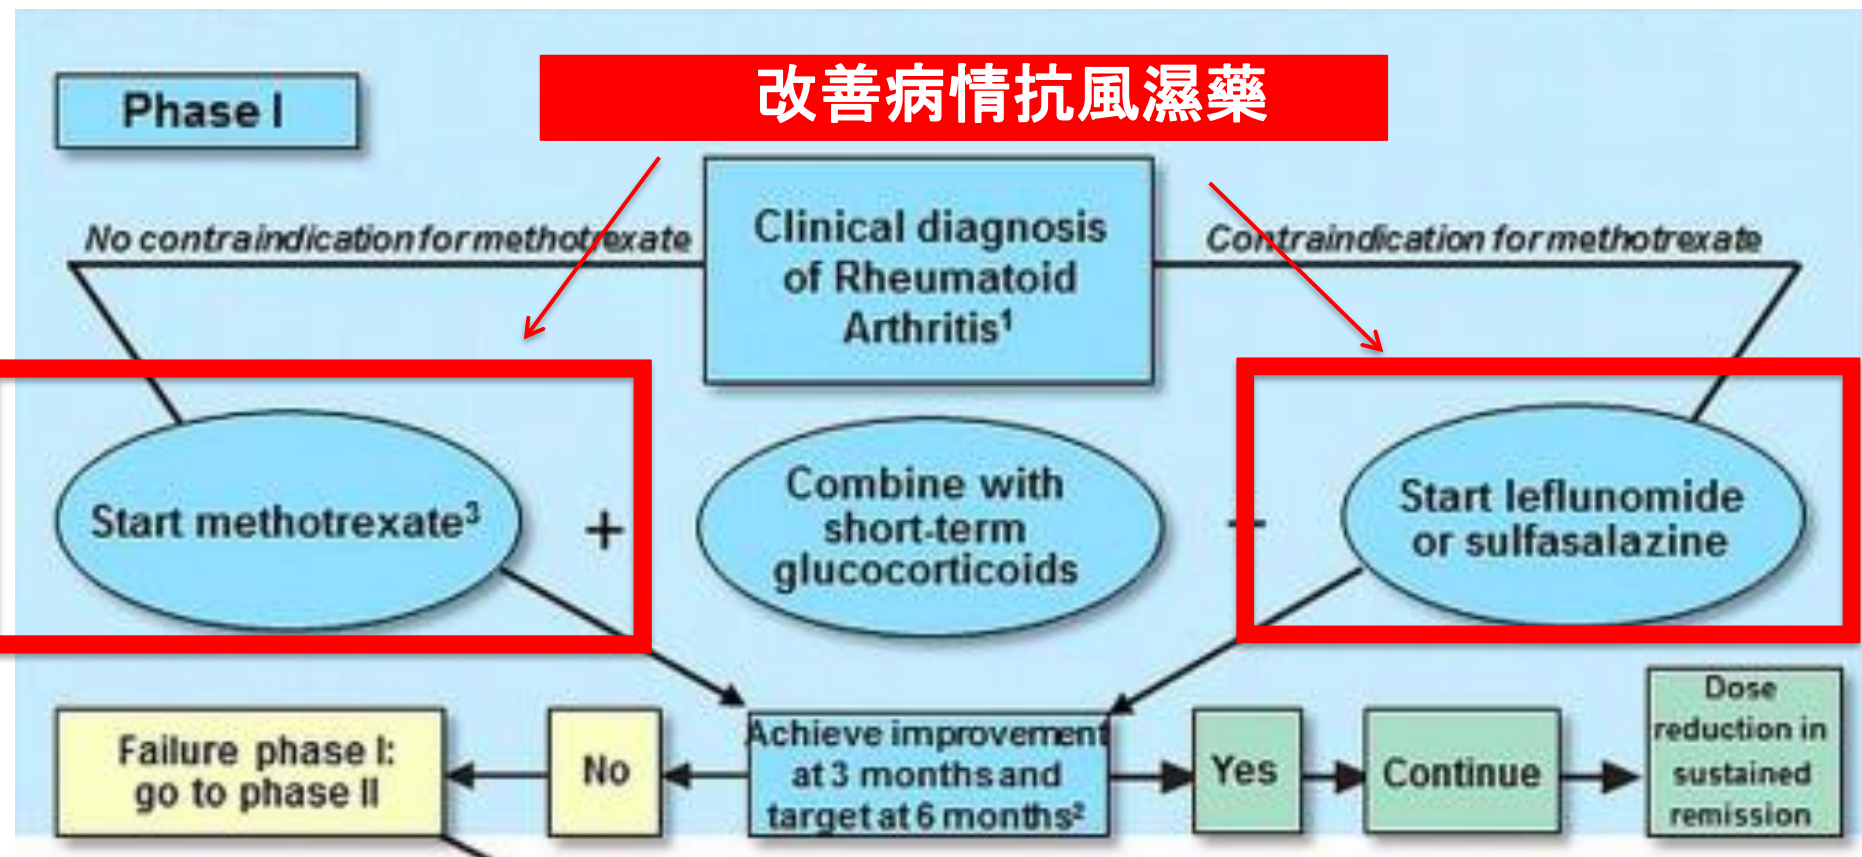 改善病情抗風濕藥
Phase I
Clinical diagnosis
of Rheumatoid
Arthritis¹
No contraindication for methotrexate
Contraindication for methotrexate
Start methotrexate³
+
Combine with
short-term
glucocorticoids
+
Start leflunomide
or sulfasalazine
Failure phase I:
go to phase II
No
Achieve improvement
at 3 months and
target at 6 months²
Yes
Continue
Dose
reduction in
sustained
remission